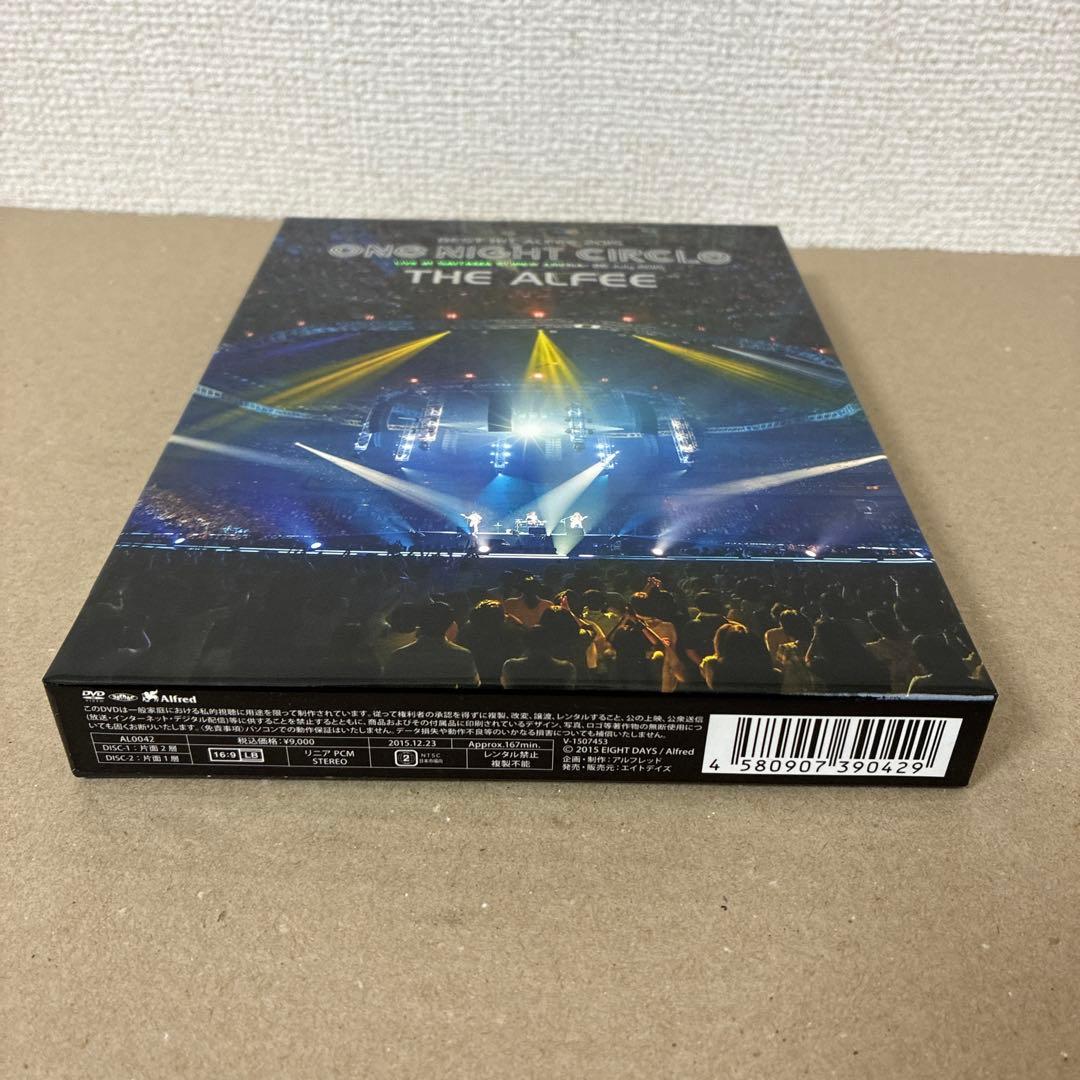 ONE NIGHT CIRCLO
THE ALFEE
DVD VIDEO Alfred
このDVDは一般家庭における私的視聴に用途を限って制作されています。従って権利者の承認を得ずに複製、改変、譲渡、レンタルすること、公の上映、公衆送信
(放送・インターネット・デジタル配信)等に供することを禁止するとともに、商品およびその付属品に印刷されているデザイン、写真、ロゴ等著作物の無断使用につ
いても固くお断りいたします。〈免責事項〉パソコンでの動作保証はいたしません。データ損失や動作不良等のいかなる損害についても補償いたしません。
AL0042 税込価格:¥9,000 2015.12.23 Approx.167min.
DISC-1:片面2層
DISC-2:片面1層
16:9 LB
リニア PCM
STEREO
2 NTSC
日本市場向
レンタル禁止
複製不能
V-1507453
© 2015 EIGHT DAYS / Alfred
企画・制作:アルフレッド
発売・販売元:エイトデイズ
4 580907 390429